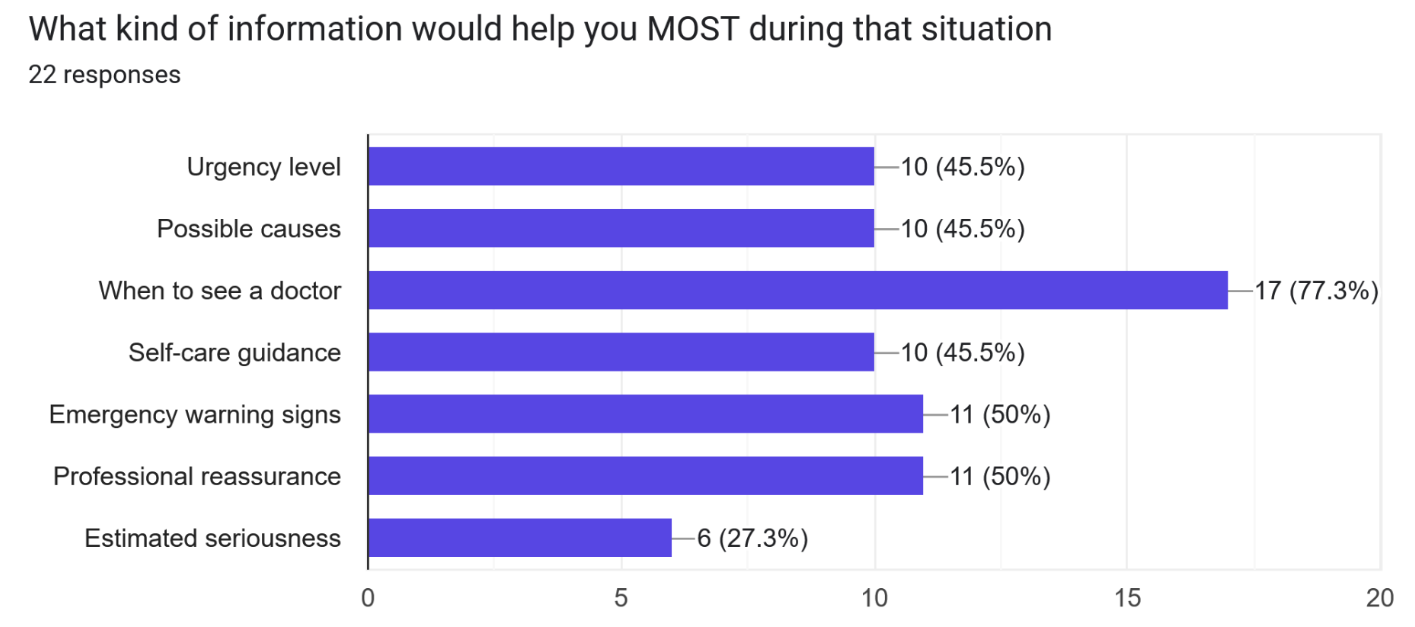 What kind of information would help you MOST during that situation
22 responses
Urgency level 10 (45.5%)
Possible causes 10 (45.5%)
When to see a doctor 17 (77.3%)
Self-care guidance 10 (45.5%)
Emergency warning signs 11 (50%)
Professional reassurance 11 (50%)
Estimated seriousness 6 (27.3%)
0 5 10 15 20